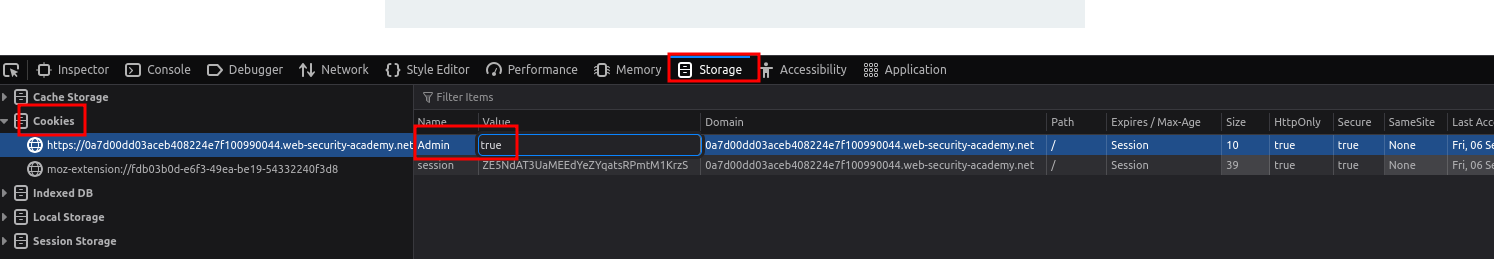 Inspector Console Debugger Network Style Editor Performance Memory Storage Accessibility Application
Cache Storage
Filter Items
Cookies
Name Value Domain Path Expires / Max-Age Size HttpOnly Secure SameSite Last Acce
https://0a7d00dd03aceb408224e7f100990044.web-security-academy.net
Admin true 0a7d00dd03aceb408224e7f100990044.web-security-academy.net / Session 10 true true None Fri, 06 Se
session ZE5NdAT3UaMEEdYeZYqatsRPmtM1KrzS 0a7d00dd03aceb408224e7f100990044.web-security-academy.net / Session 39 true true None Fri, 06 Se
moz-extension://fdb03b0d-e6f3-49ea-be19-54332240f3d8
Indexed DB
Local Storage
Session Storage